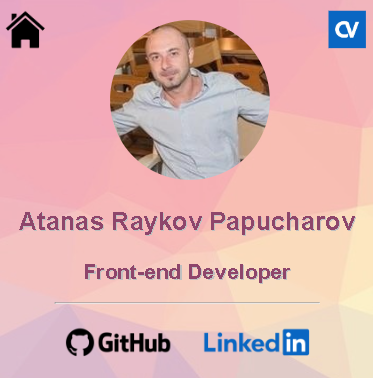 CV
Atanas Raykov Papucharov
Front-end Developer
GitHub
Linkedin